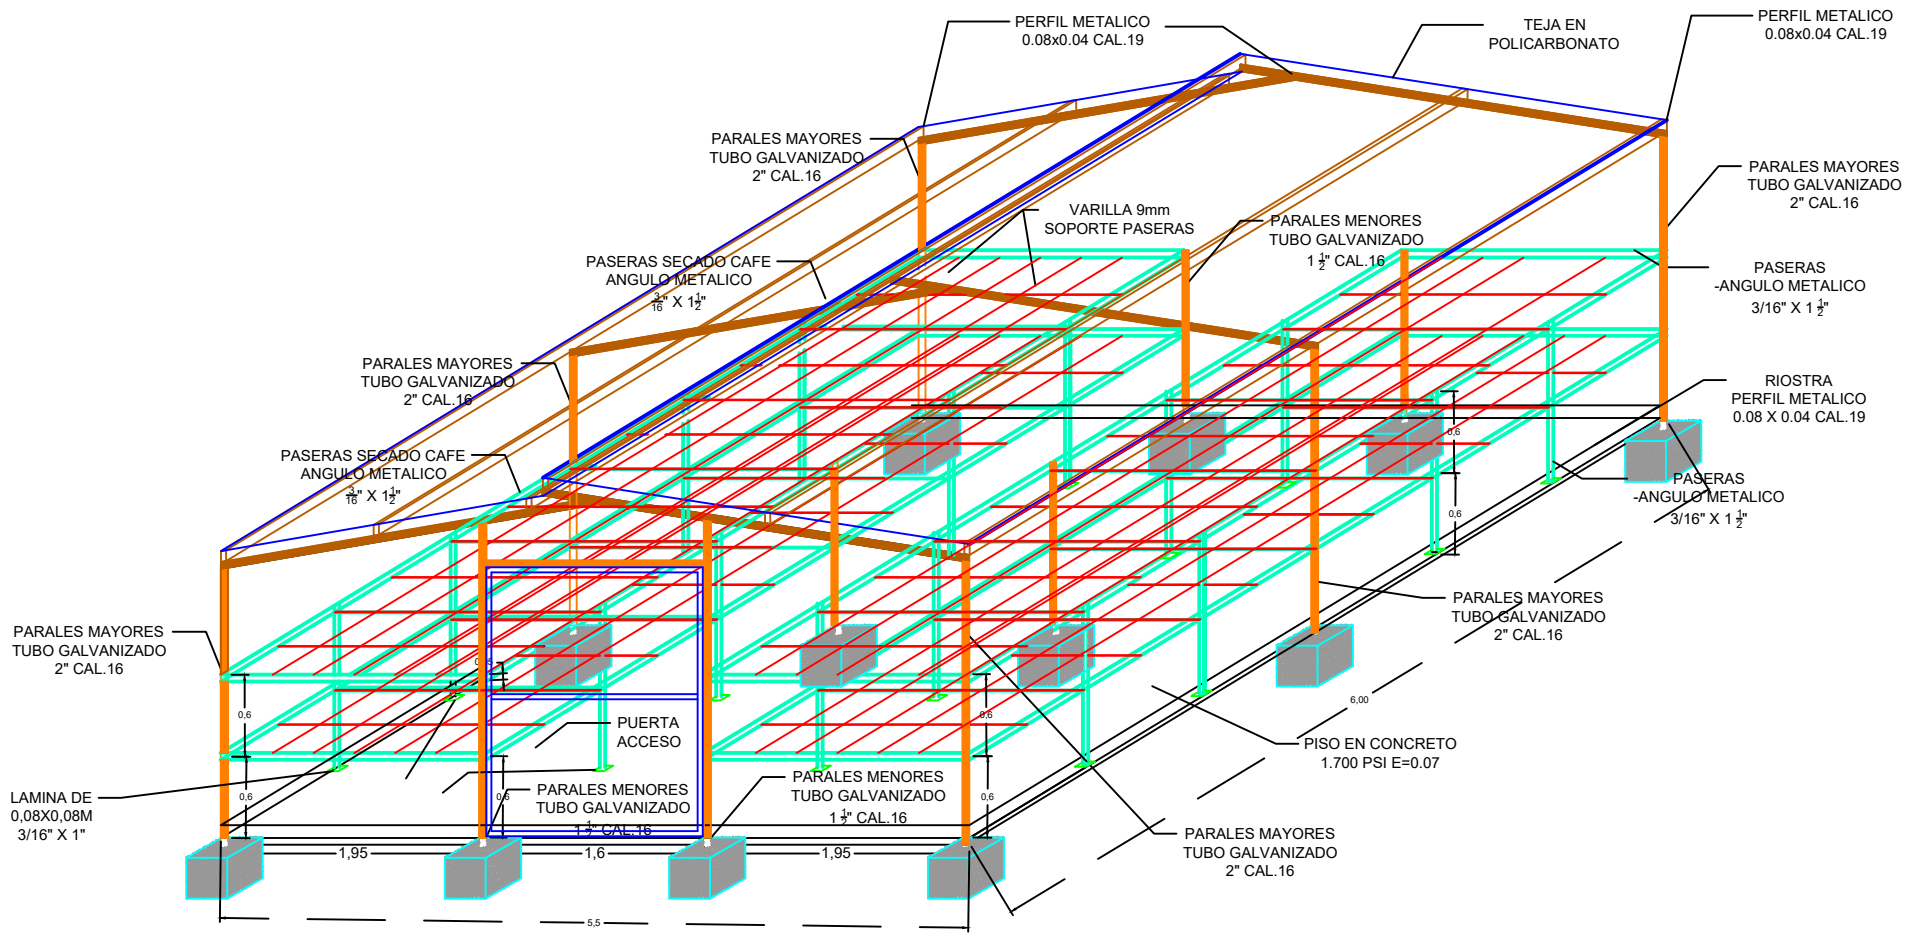 PERFIL METALICO
0.08x0.04 CAL.19
TEJA EN
POLICARBONATO
PERFIL METALICO
0.08x0.04 CAL.19
PARALES MAYORES
TUBO GALVANIZADO
2" CAL.16
PARALES MAYORES
TUBO GALVANIZADO
2" CAL.16
VARILLA 9mm
SOPORTE PASERAS
PARALES MENORES
TUBO GALVANIZADO
1 1/2" CAL.16
PASERAS SECADO CAFE
ANGULO METALICO
3/16" X 1 1/2"
PASERAS
-ANGULO METALICO
3/16" X 1 1/2"
PARALES MAYORES
TUBO GALVANIZADO
2" CAL.16
RIOSTRA
PERFIL METALICO
0.08 X 0.04 CAL.19
0,6
PASERAS SECADO CAFE
ANGULO METALICO
3/16" X 1 1/2"
PASERAS
-ANGULO METALICO
3/16" X 1 1/2"
0,6
PARALES MAYORES
TUBO GALVANIZADO
2" CAL.16
PARALES MAYORES
TUBO GALVANIZADO
2" CAL.16
6,00
0,6
0,6
PUERTA
ACCESO
PISO EN CONCRETO
1.700 PSI E=0.07
LAMINA DE
0,08X0,08M
3/16" X 1"
0,6
0,6
0,6
PARALES MENORES
TUBO GALVANIZADO
1 1/2" CAL.16
PARALES MENORES
TUBO GALVANIZADO
1 1/2" CAL.16
PARALES MAYORES
TUBO GALVANIZADO
2" CAL.16
1,95
1,6
1,95
5,5